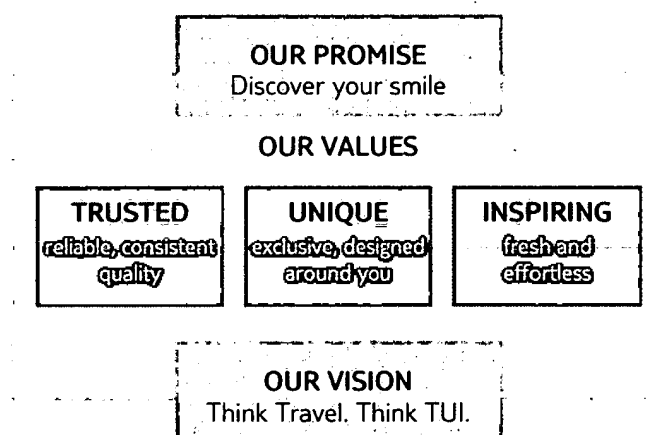 OUR PROMISE
Discover your smile
OUR VALUES
TRUSTED
reliable, consistent
quality
UNIQUE
exclusive, designed
around you
INSPIRING
fresh and
effortless
OUR VISION
Think Travel. Think TUI.